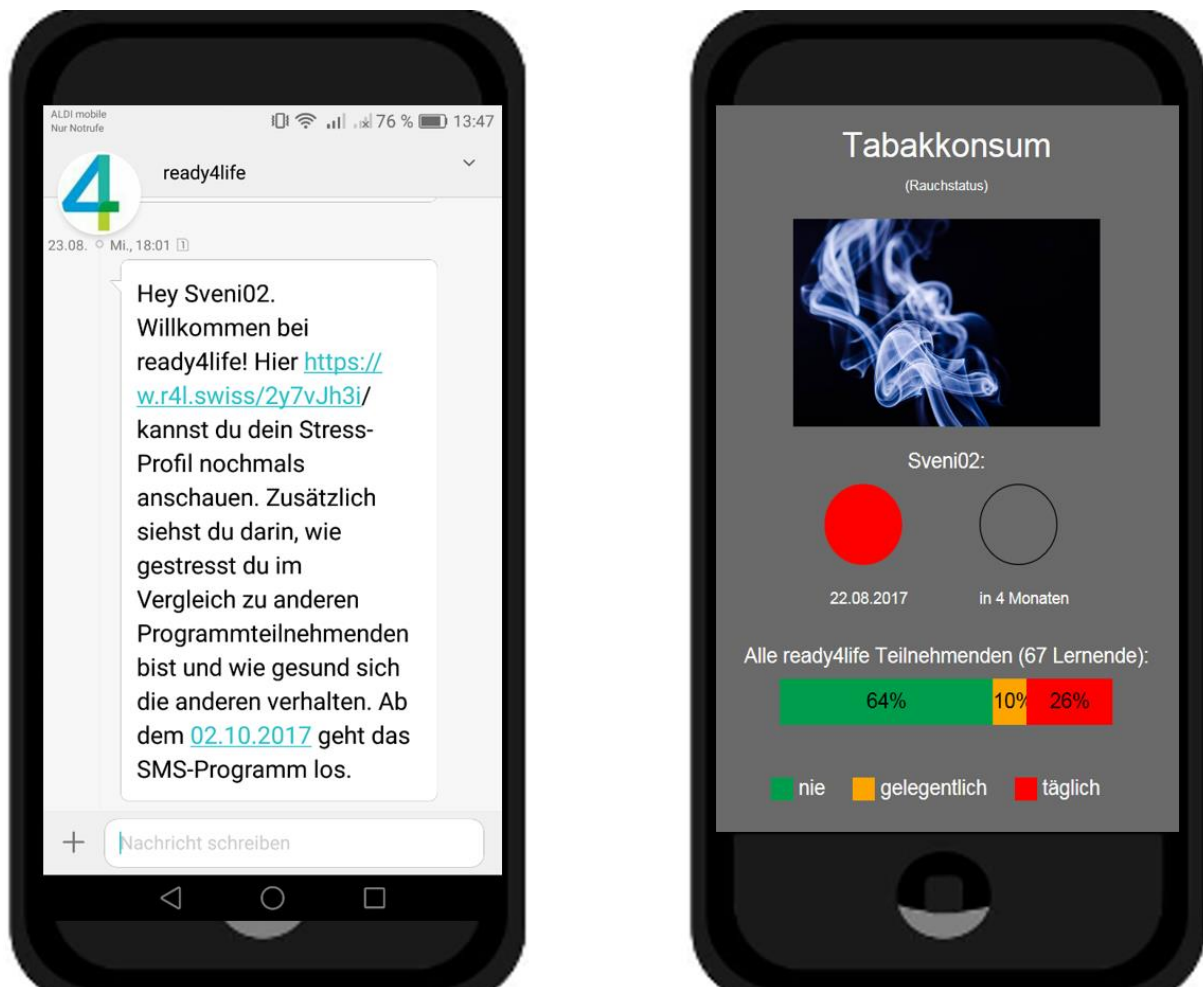 ALDI mobile
Nur Notrufe
76 % 13:47
4
ready4life
23.08. Mi., 18:01 1
Hey Sveni02.
Willkommen bei
ready4life! Hier https://
w.r4l.swiss/2y7vJh3i/
kannst du dein Stress-
Profil nochmals
anschauen. Zusätzlich
siehst du darin, wie
gestresst du im
Vergleich zu anderen
Programmteilnehmenden
bist und wie gesund sich
die anderen verhalten. Ab
dem 02.10.2017 geht das
SMS-Programm los.
Nachricht schreiben
Tabakkonsum
(Rauchstatus)
Sveni02:
22.08.2017 in 4 Monaten
Alle ready4life Teilnehmenden (67 Lernende):
64% 10% 26%
nie gelegentlich täglich